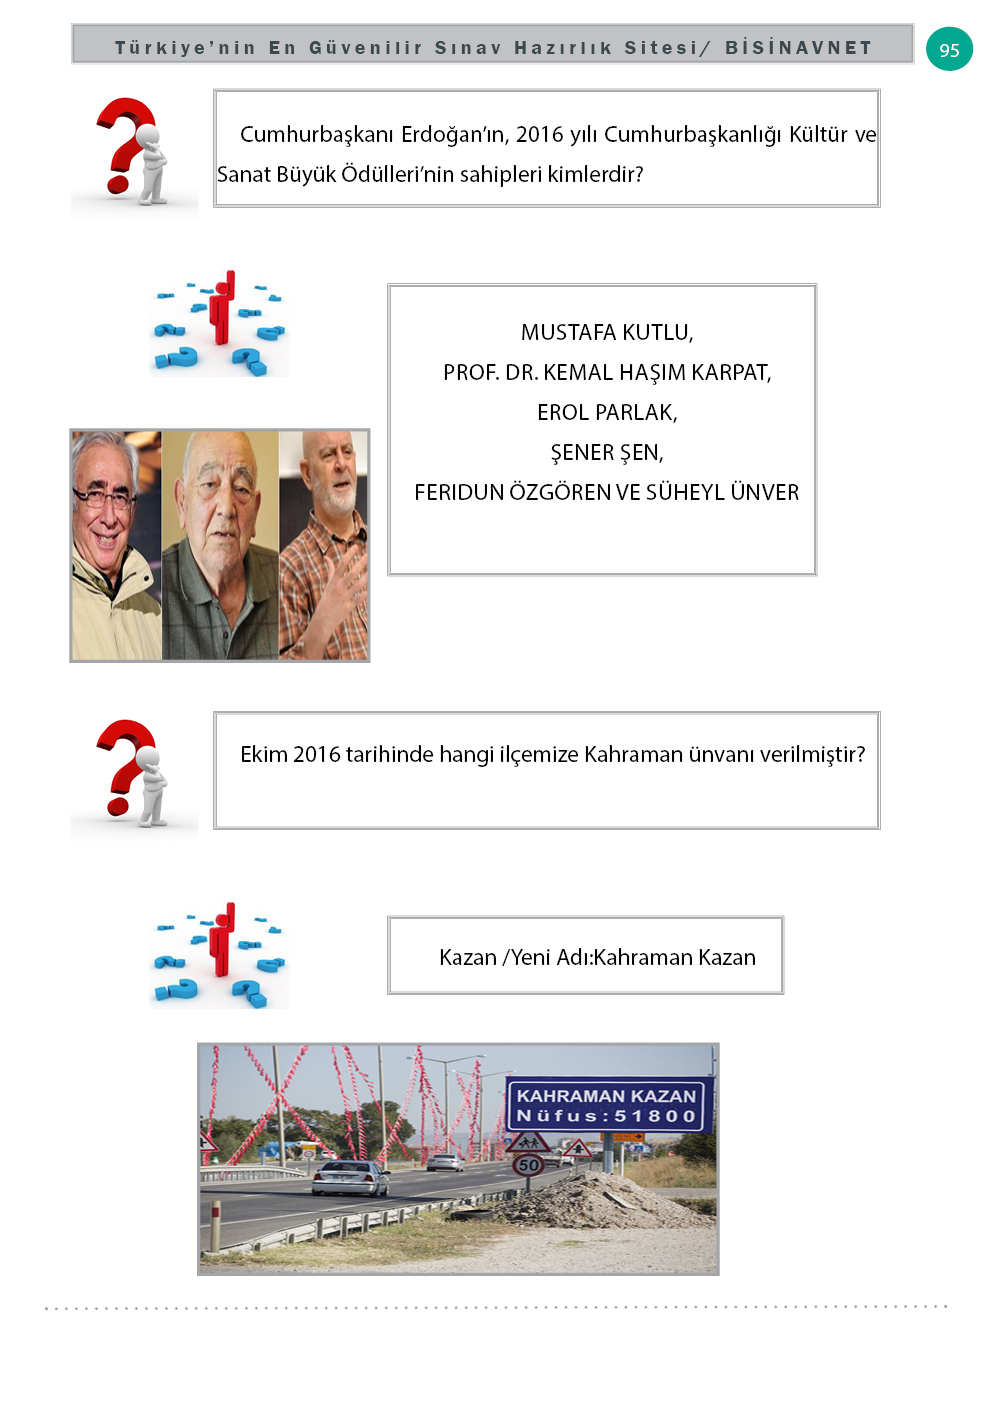 Türkiye’nin En Güvenilir Sınav Hazırlık Sitesi/ BİSİNAVNET
95
Cumhurbaşkanı Erdoğan’ın, 2016 yılı Cumhurbaşkanlığı Kültür ve
Sanat Büyük Ödülleri’nin sahipleri kimlerdir?
MUSTAFA KUTLU,
PROF. DR. KEMAL HAŞIM KARPAT,
EROL PARLAK,
ŞENER ŞEN,
FERIDUN ÖZGÖREN VE SÜHEYL ÜNVER
Ekim 2016 tarihinde hangi ilçemize Kahraman ünvanı verilmiştir?
Kazan /Yeni Adı:Kahraman Kazan
KAHRAMAN KAZAN
Nüfus:51800
50